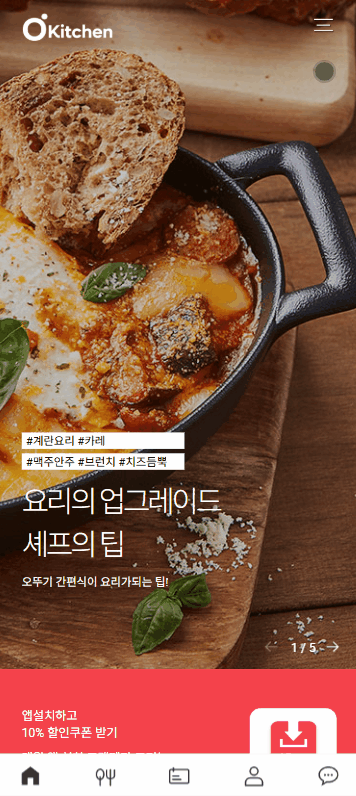 OKitchen
#계란요리 #카레
#맥주안주 #브런치 #치즈듬뿍
요리의 업그레이드
셰프의 팁
오뚜기 간편식이 요리가되는 팁!
1 / 5
앱설치하고
10% 할인쿠폰 받기